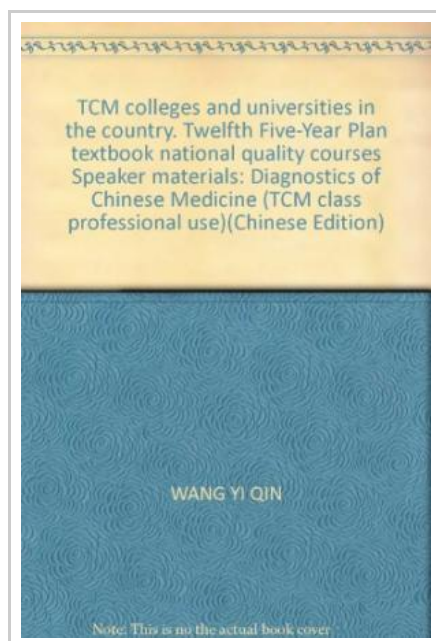 TCM colleges and universities in
the country. Twelfth Five-Year Plan
textbook national quality courses
Speaker materials: Diagnostics of
Chinese Medicine (TCM class
professional use)(Chinese Edition)
WANG YI QIN
Note: This is no the actual book cover